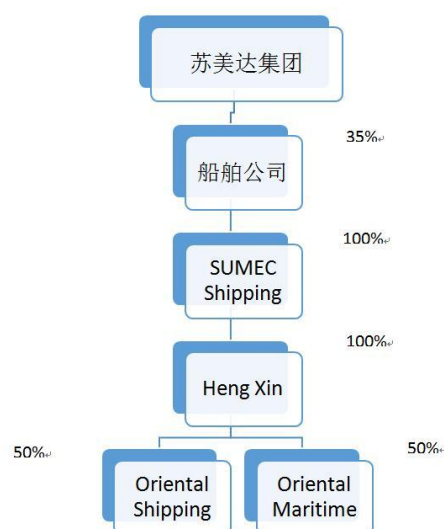 苏美达集团
35%
船舶公司
100%
SUMEC
Shipping
100%
Heng Xin
50%
50%
Oriental
Shipping
Oriental
Maritime